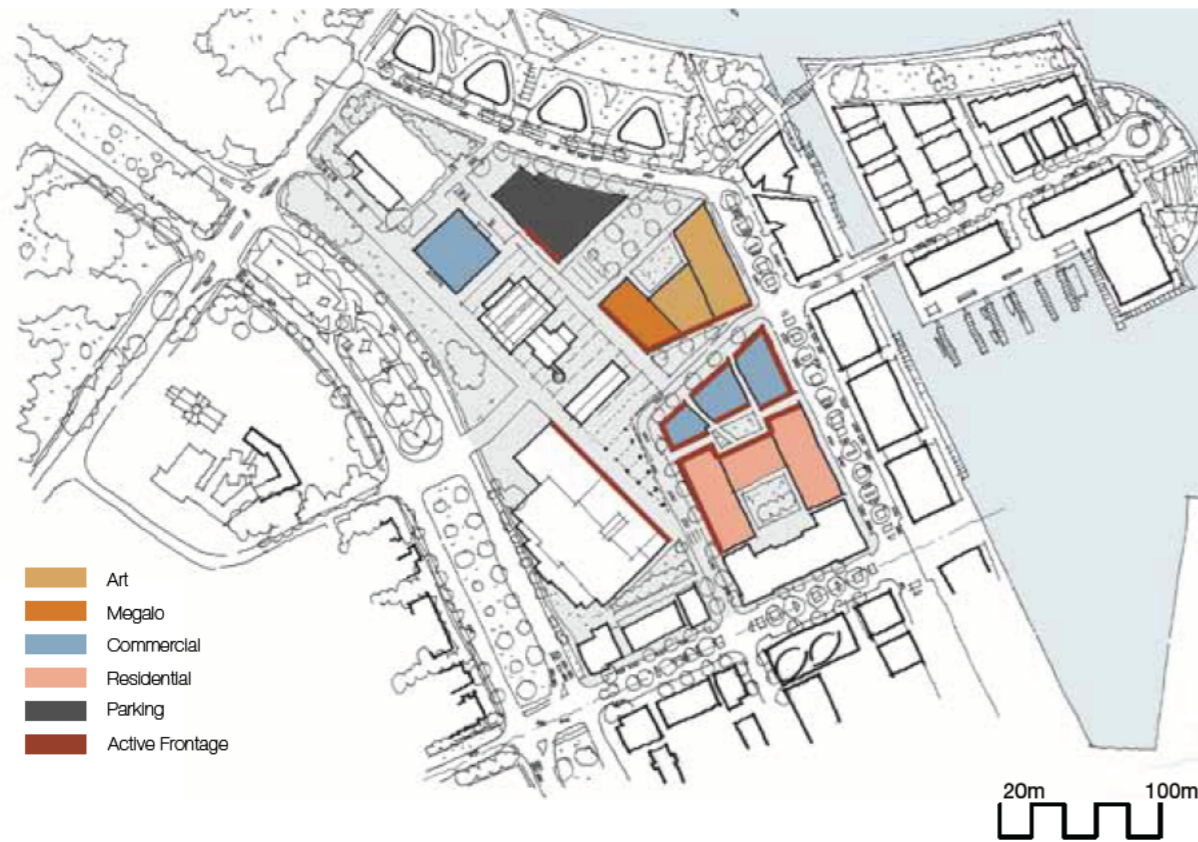 Art
Megalo
Commercial
Residential
Parking
Active Frontage
20m 100m